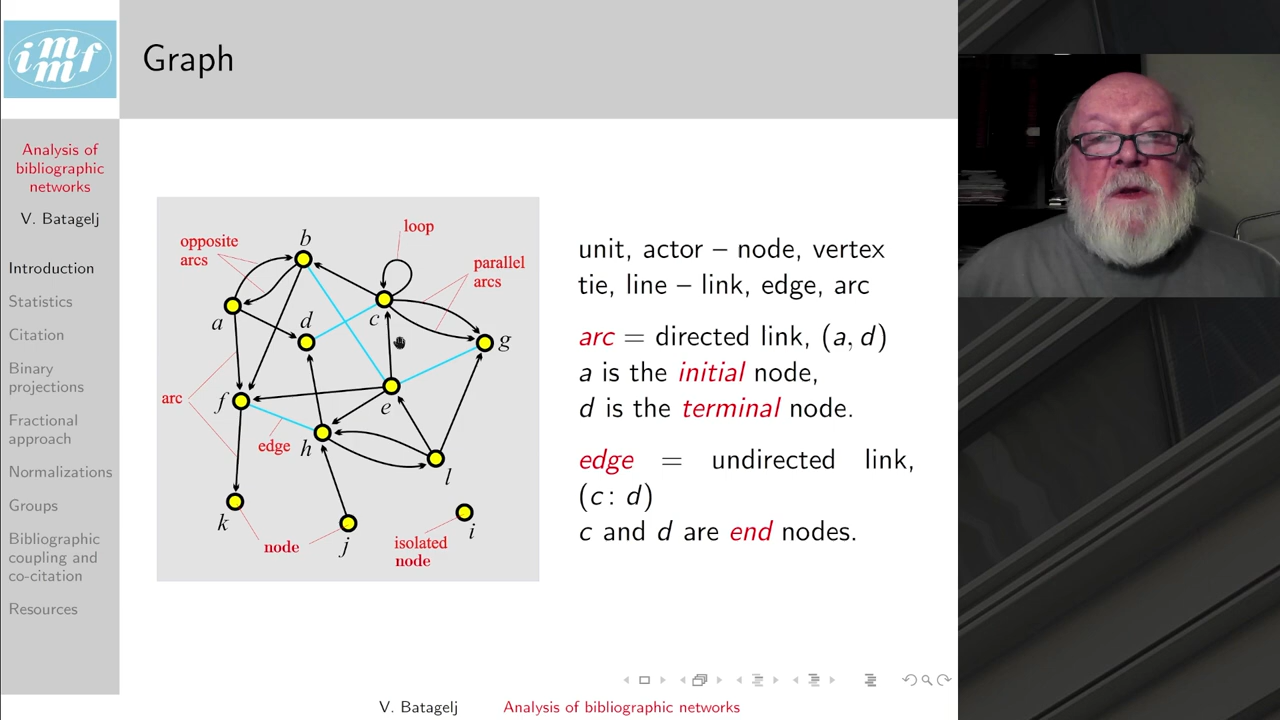 i m m f
Graph
Analysis of
bibliographic
networks
V. Batagelj
Introduction
Statistics
Citation
Binary
projections
Fractional
approach
Normalizations
Groups
Bibliographic
coupling and
co-citation
Resources
opposite
arcs
b
loop
parallel
arcs
a
d
c
g
arc
f
e
edge
h
l
k
node
j
isolated
node
i
unit, actor – node, vertex
tie, line – link, edge, arc
arc = directed link, (a, d)
a is the initial node,
d is the terminal node.
edge = undirected link,
(c : d)
c and d are end nodes.
V. Batagelj Analysis of bibliographic networks